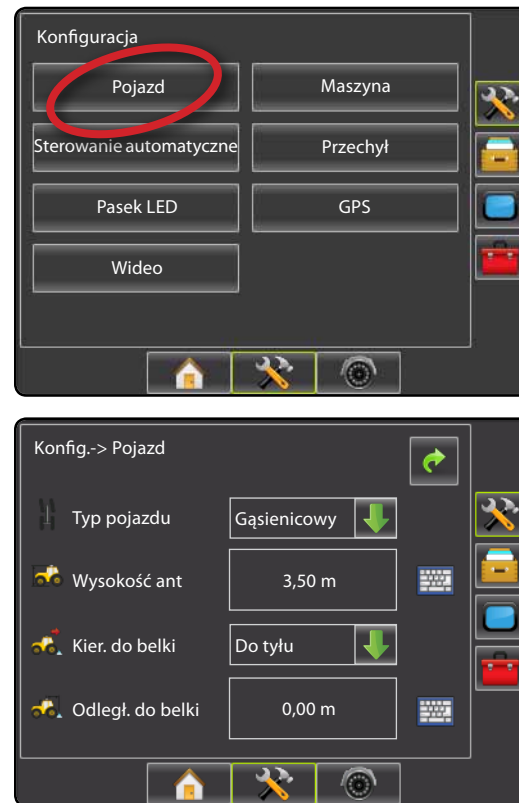 Konfiguracja
Pojazd
Maszyna
Sterowanie automatyczne
Przechył
Pasek LED
GPS
Wideo
Konfig.-> Pojazd
Typ pojazdu
Gąsienicowy
Wysokość ant
3,50 m
Kier. do belki
Do tyłu
Odległ. do belki
0,00 m